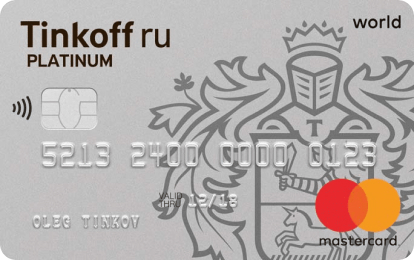 Tinkoff ru
world
PLATINUM
T
5213 2400 0000 0123
VALID THRU 12/18
OLEG TINKOV
mastercard